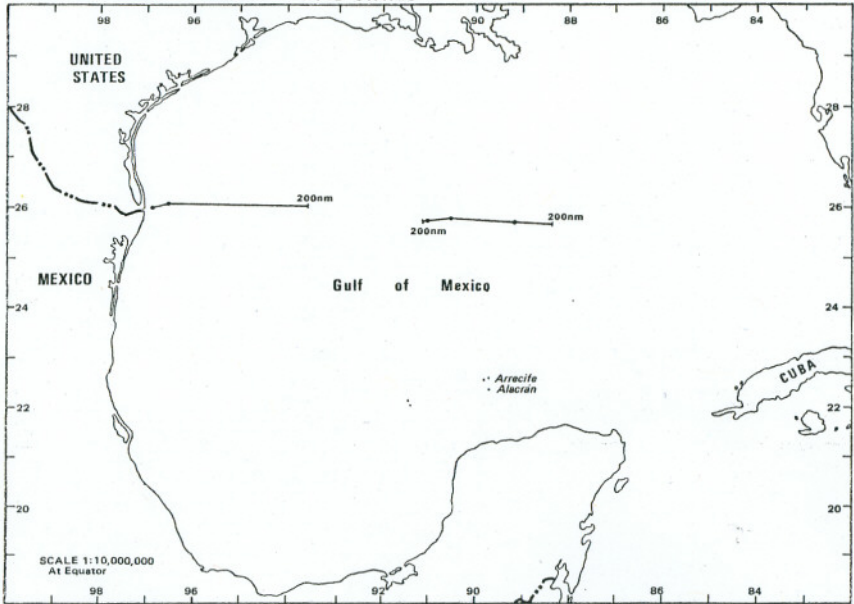 98 96 90 88 86 84
UNITED
STATES
28 28
200nm
26 26
200nm
200nm
MEXICO
Gulf of Mexico
24 24
CUBA
Arrecife
Alacrán
22 22
20 20
SCALE 1:10,000,000
At Equator
98 96 92 90 88 84